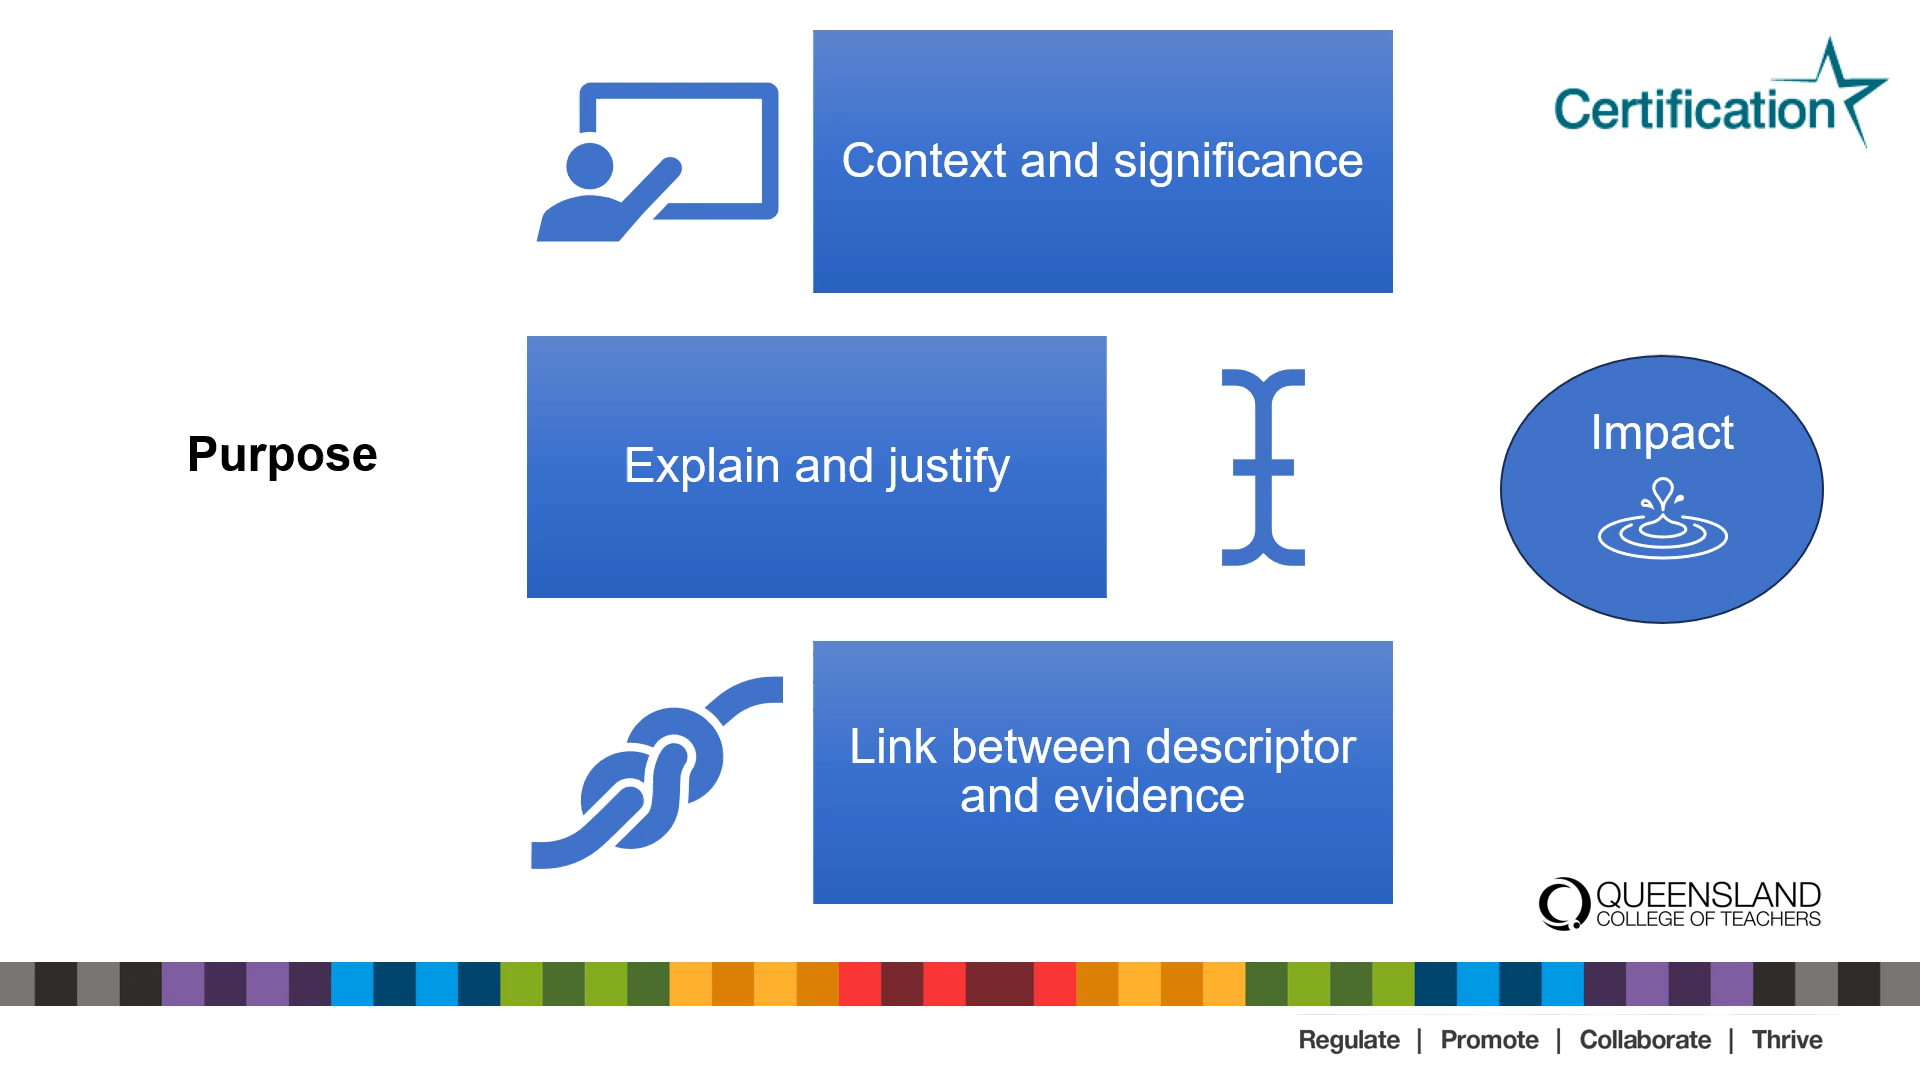 Certification
Context and significance
Purpose
Explain and justify
Impact
Link between descriptor
and evidence
QUEENSLAND
COLLEGE OF TEACHERS
Regulate | Promote | Collaborate | Thrive